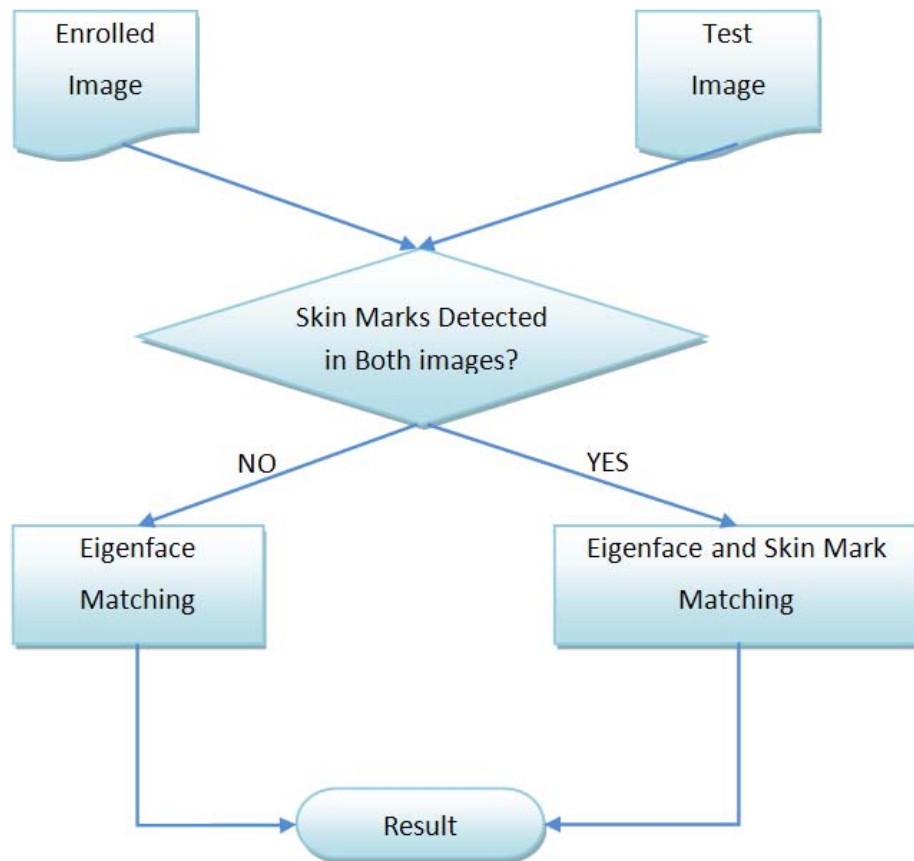 Enrolled
Image
Test
Image
Skin Marks Detected
in Both images?
NO
YES
Eigenface
Matching
Eigenface and Skin Mark
Matching
Result